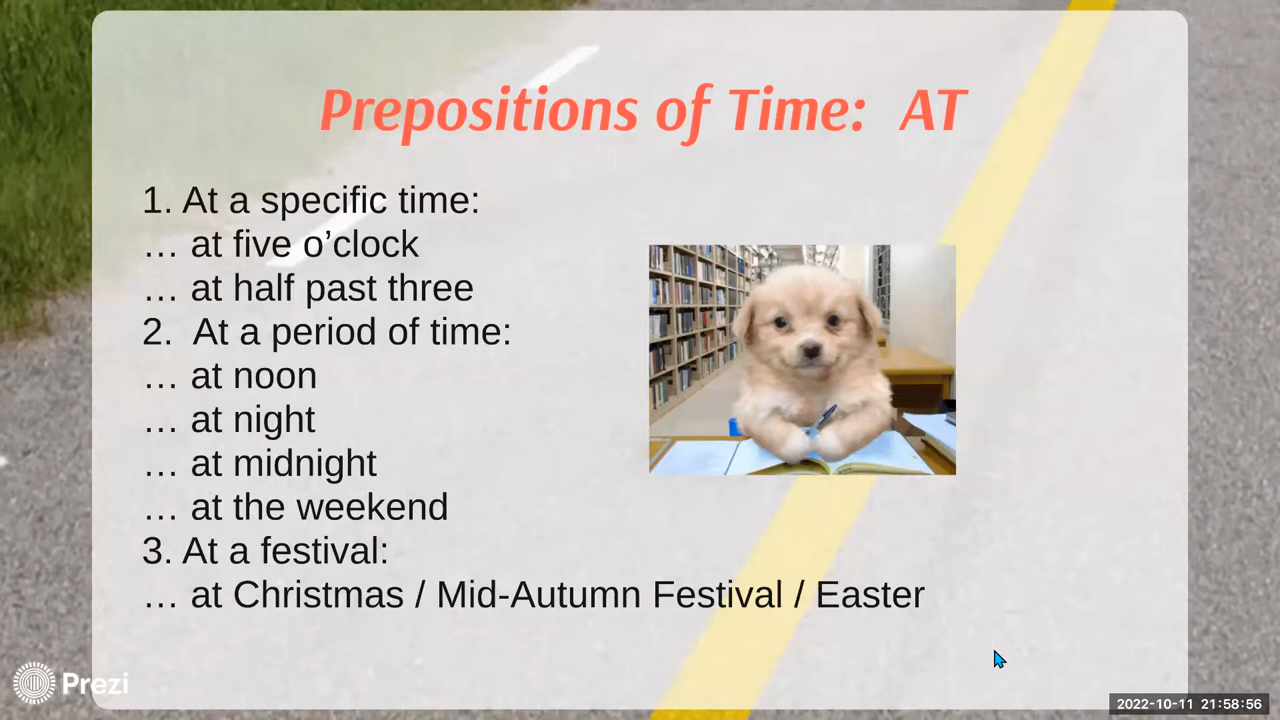 Prepositions of Time:  AT
1. At a specific time:
… at five o’clock
… at half past three
2.  At a period of time:
… at noon
… at night
… at midnight
… at the weekend
3. At a festival:
… at Christmas / Mid-Autumn Festival / Easter
Prezi
2022-10-11 21:58:56